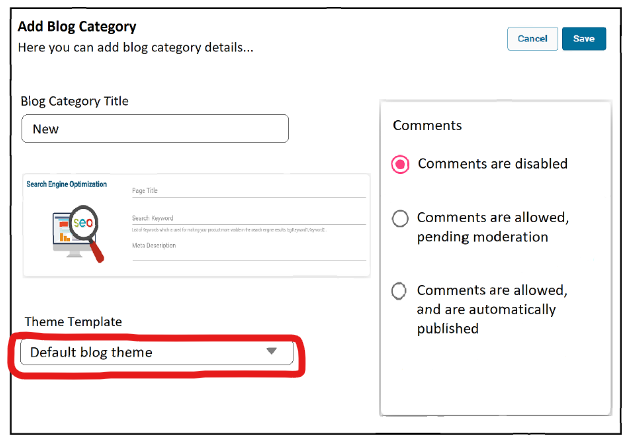 Add Blog Category
Here you can add blog category details...
Cancel
Save
Blog Category Title
New
Search Engine Optimization
seo
Page Title
Search Keyword
Meta Description
Theme Template
Default blog theme
Comments
Comments are disabled
Comments are allowed,
pending moderation
Comments are allowed,
and are automatically
published